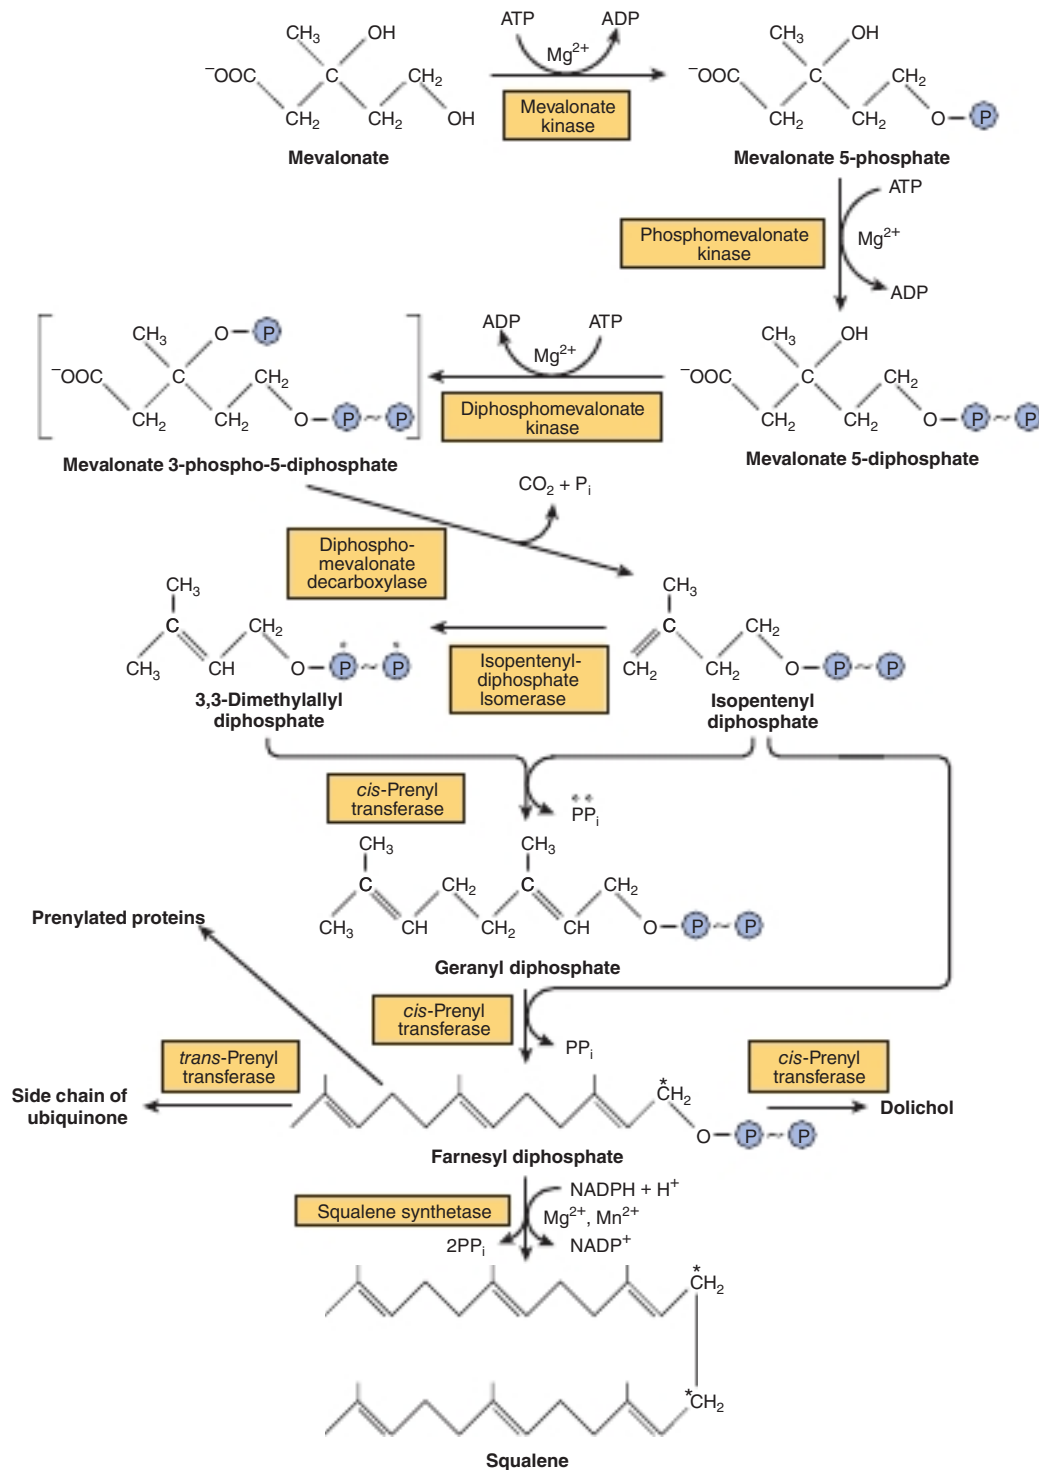 CH₃ OH
⁻OOC C CH₂
CH₂ CH₂ OH
Mevalonate
ATP ADP
Mg²⁺
Mevalonate
kinase
CH₃ OH
⁻OOC C CH₂
CH₂ CH₂ O P
Mevalonate 5-phosphate
Phosphomevalonate
kinase
ATP
Mg²⁺
ADP
CH₃ OH
⁻OOC C CH₂
CH₂ CH₂ O P ~ P
Mevalonate 5-diphosphate
ADP ATP
Mg²⁺
Diphosphomevalonate
kinase
CH₃ O P
⁻OOC C CH₂
CH₂ CH₂ O P ~ P
Mevalonate 3-phospho-5-diphosphate
CO₂ + Pᵢ
Diphospho-
mevalonate
decarboxylase
CH₃
C CH₂
CH₃ CH O P ~ P
3,3-Dimethylallyl
diphosphate
Isopentenyl-
diphosphate
Isomerase
CH₃
C CH₂
CH₂ CH₂ O P ~ P
Isopentenyl
diphosphate
cis-Prenyl
transferase
PPᵢ
CH₃ CH₃
C CH₂ C CH₂
CH₃ CH CH₂ CH O P ~ P
Geranyl diphosphate
Prenylated proteins
cis-Prenyl
transferase
PPᵢ
trans-Prenyl
transferase
Side chain of
ubiquinone
*
CH₂
O P ~ P
Farnesyl diphosphate
cis-Prenyl
transferase
Dolichol
Squalene synthetase
NADPH + H⁺
Mg²⁺, Mn²⁺
2PPᵢ NADP⁺
*
CH₂
*
CH₂
Squalene